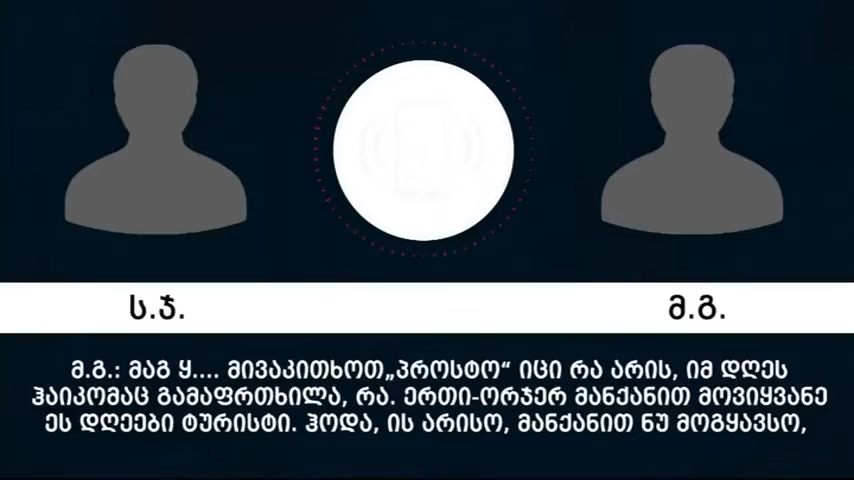 ს.ჯ.
მ.გ.
მ.გ.: მაგ ყ.... მივაკითხოთ„პროსტო“ იცი რა არის, იმ დღეს
ჰაიკომაც გამაფრთხილა, რა. ერთი-ორჯერ მანქანით მოვიყვანე
ეს დღეები ტურისტი. ჰოდა, ის არისო, მანქანით ნუ მოგყავსო,